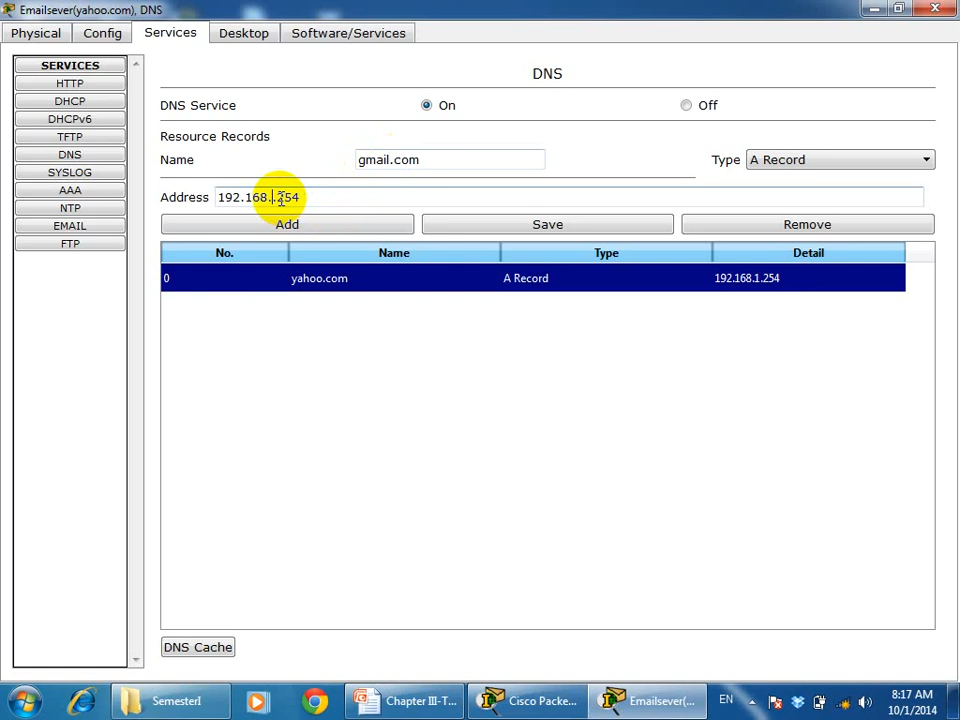 Emailsever(yahoo.com), DNS
Physical Config Services Desktop Software/Services
SERVICES
HTTP
DHCP
DHCPv6
TFTP
DNS
SYSLOG
AAA
NTP
EMAIL
FTP
DNS
DNS Service On Off
Resource Records
Name gmail.com Type A Record
Address 192.168..254
Add Save Remove
No. Name Type Detail
0 yahoo.com A Record 192.168.1.254
DNS Cache
SemesterI Chapter III-T... Cisco Packe... Emailsever(... EN 8:17 AM
10/1/2014